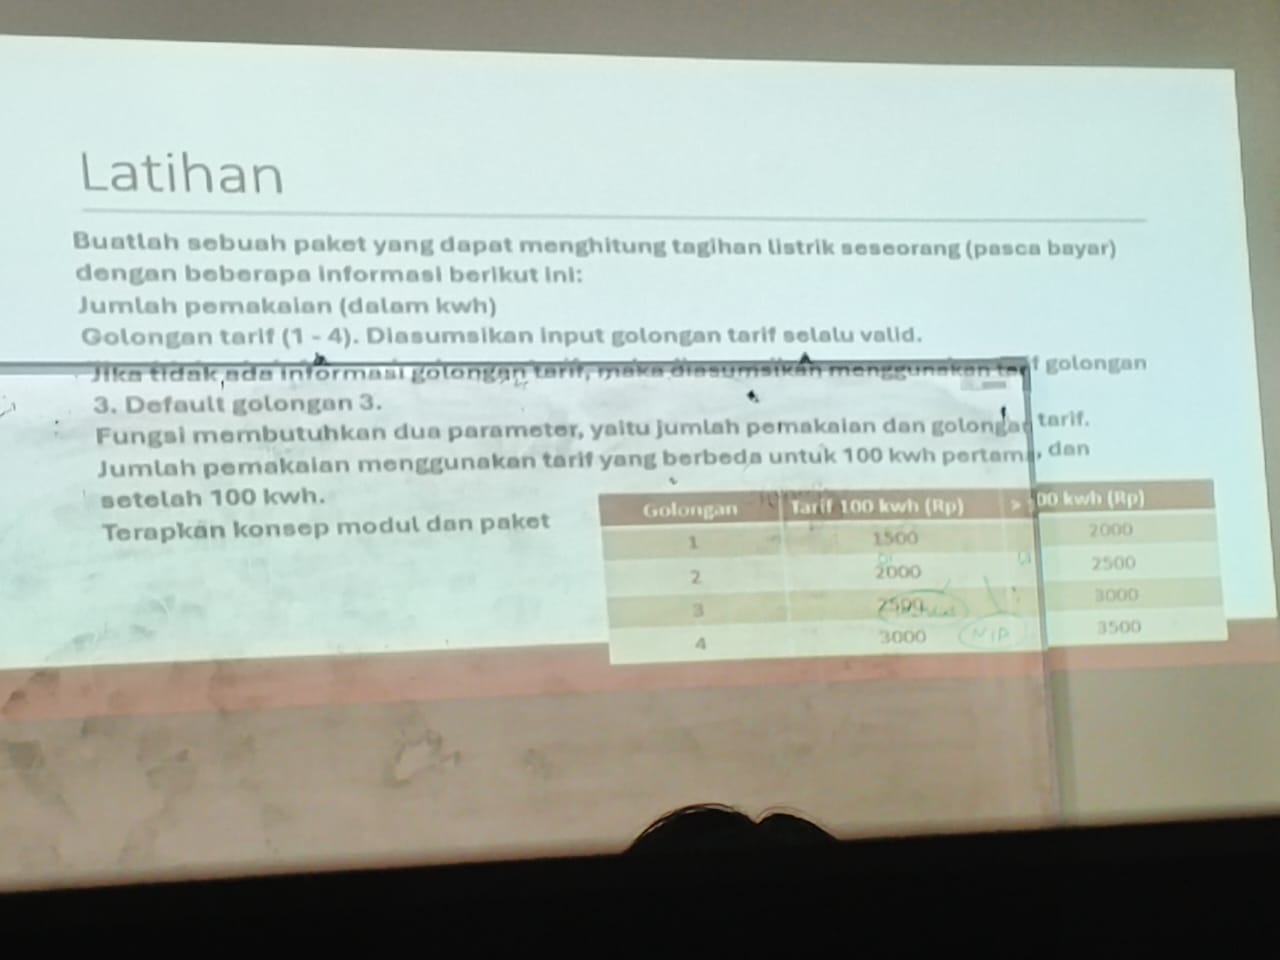 Latihan
Buatlah sebuah paket yang dapat menghitung tagihan listrik seseorang (pasca bayar)
dengan beberapa informasi berikut ini:
Jumlah pemakaian (dalam kwh)
Golongan tarif (1 - 4). Diasumsikan input golongan tarif selalu valid.
Jika tidak ada informasi golongan tarif, maka diasumsikan menggunakan tarif golongan
3. Default golongan 3.
Fungsi membutuhkan dua parameter, yaitu jumlah pemakaian dan golongan tarif.
Jumlah pemakaian menggunakan tarif yang berbeda untuk 100 kwh pertama, dan
setelah 100 kwh.
Terapkan konsep modul dan paket
Golongan Tarif 100 kwh (Rp) > 100 kwh (Rp)
1 1500 2000
2 2000 2500
3 2500 3000
4 3000 3500
NIP